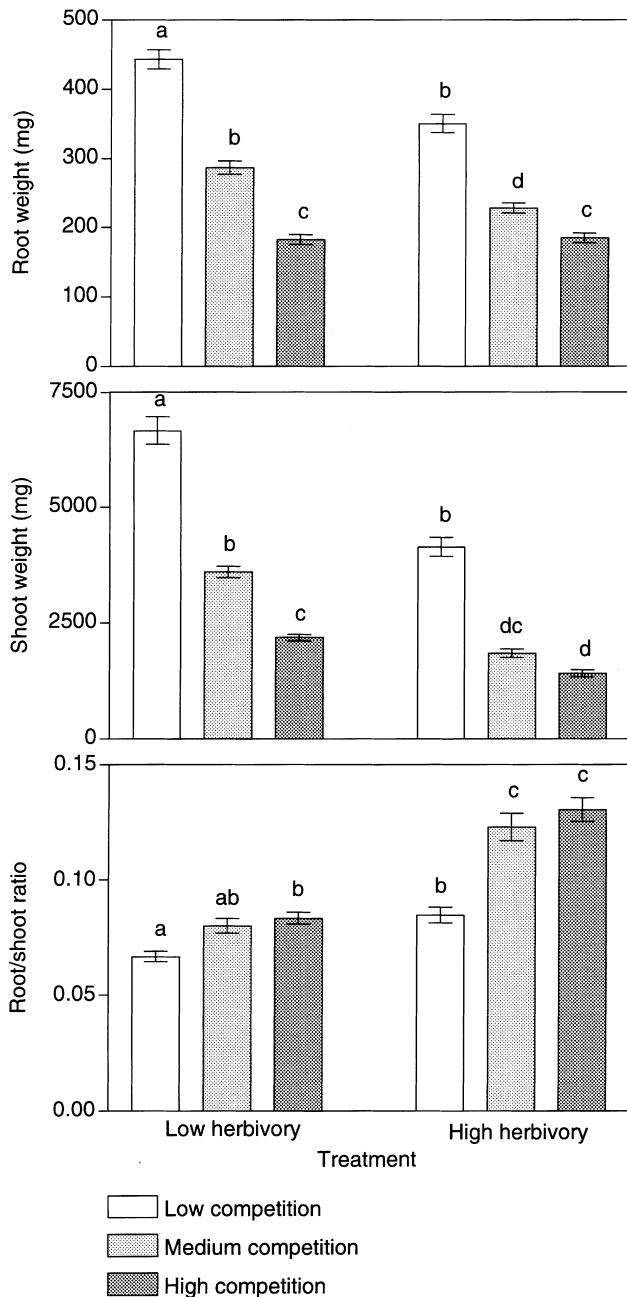 500
400
300
200
100
0
Root weight (mg)
a
b
c
b
d
c
7500
5000
2500
0
Shoot weight (mg)
a
b
c
b
dc
d
0.15
0.10
0.05
0.00
Root/shoot ratio
a
ab
b
b
c
c
Low herbivory High herbivory
Treatment
Low competition
Medium competition
High competition